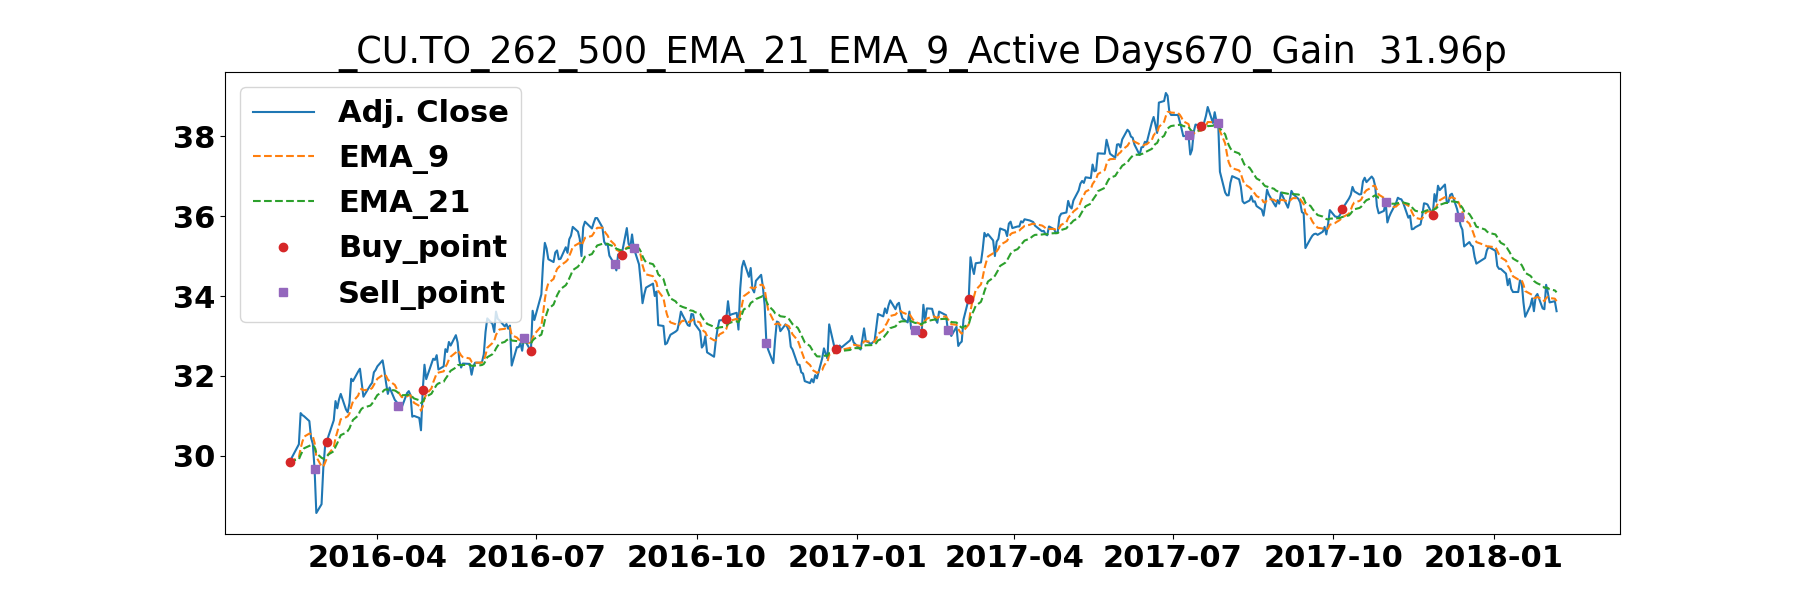 _CU.TO_262_500_EMA_21_EMA_9_Active Days670_Gain  31.96p
Adj. Close
EMA_9
EMA_21
Buy_point
Sell_point
38
36
34
32
30
2016-04 2016-07 2016-10 2017-01 2017-04 2017-07 2017-10 2018-01